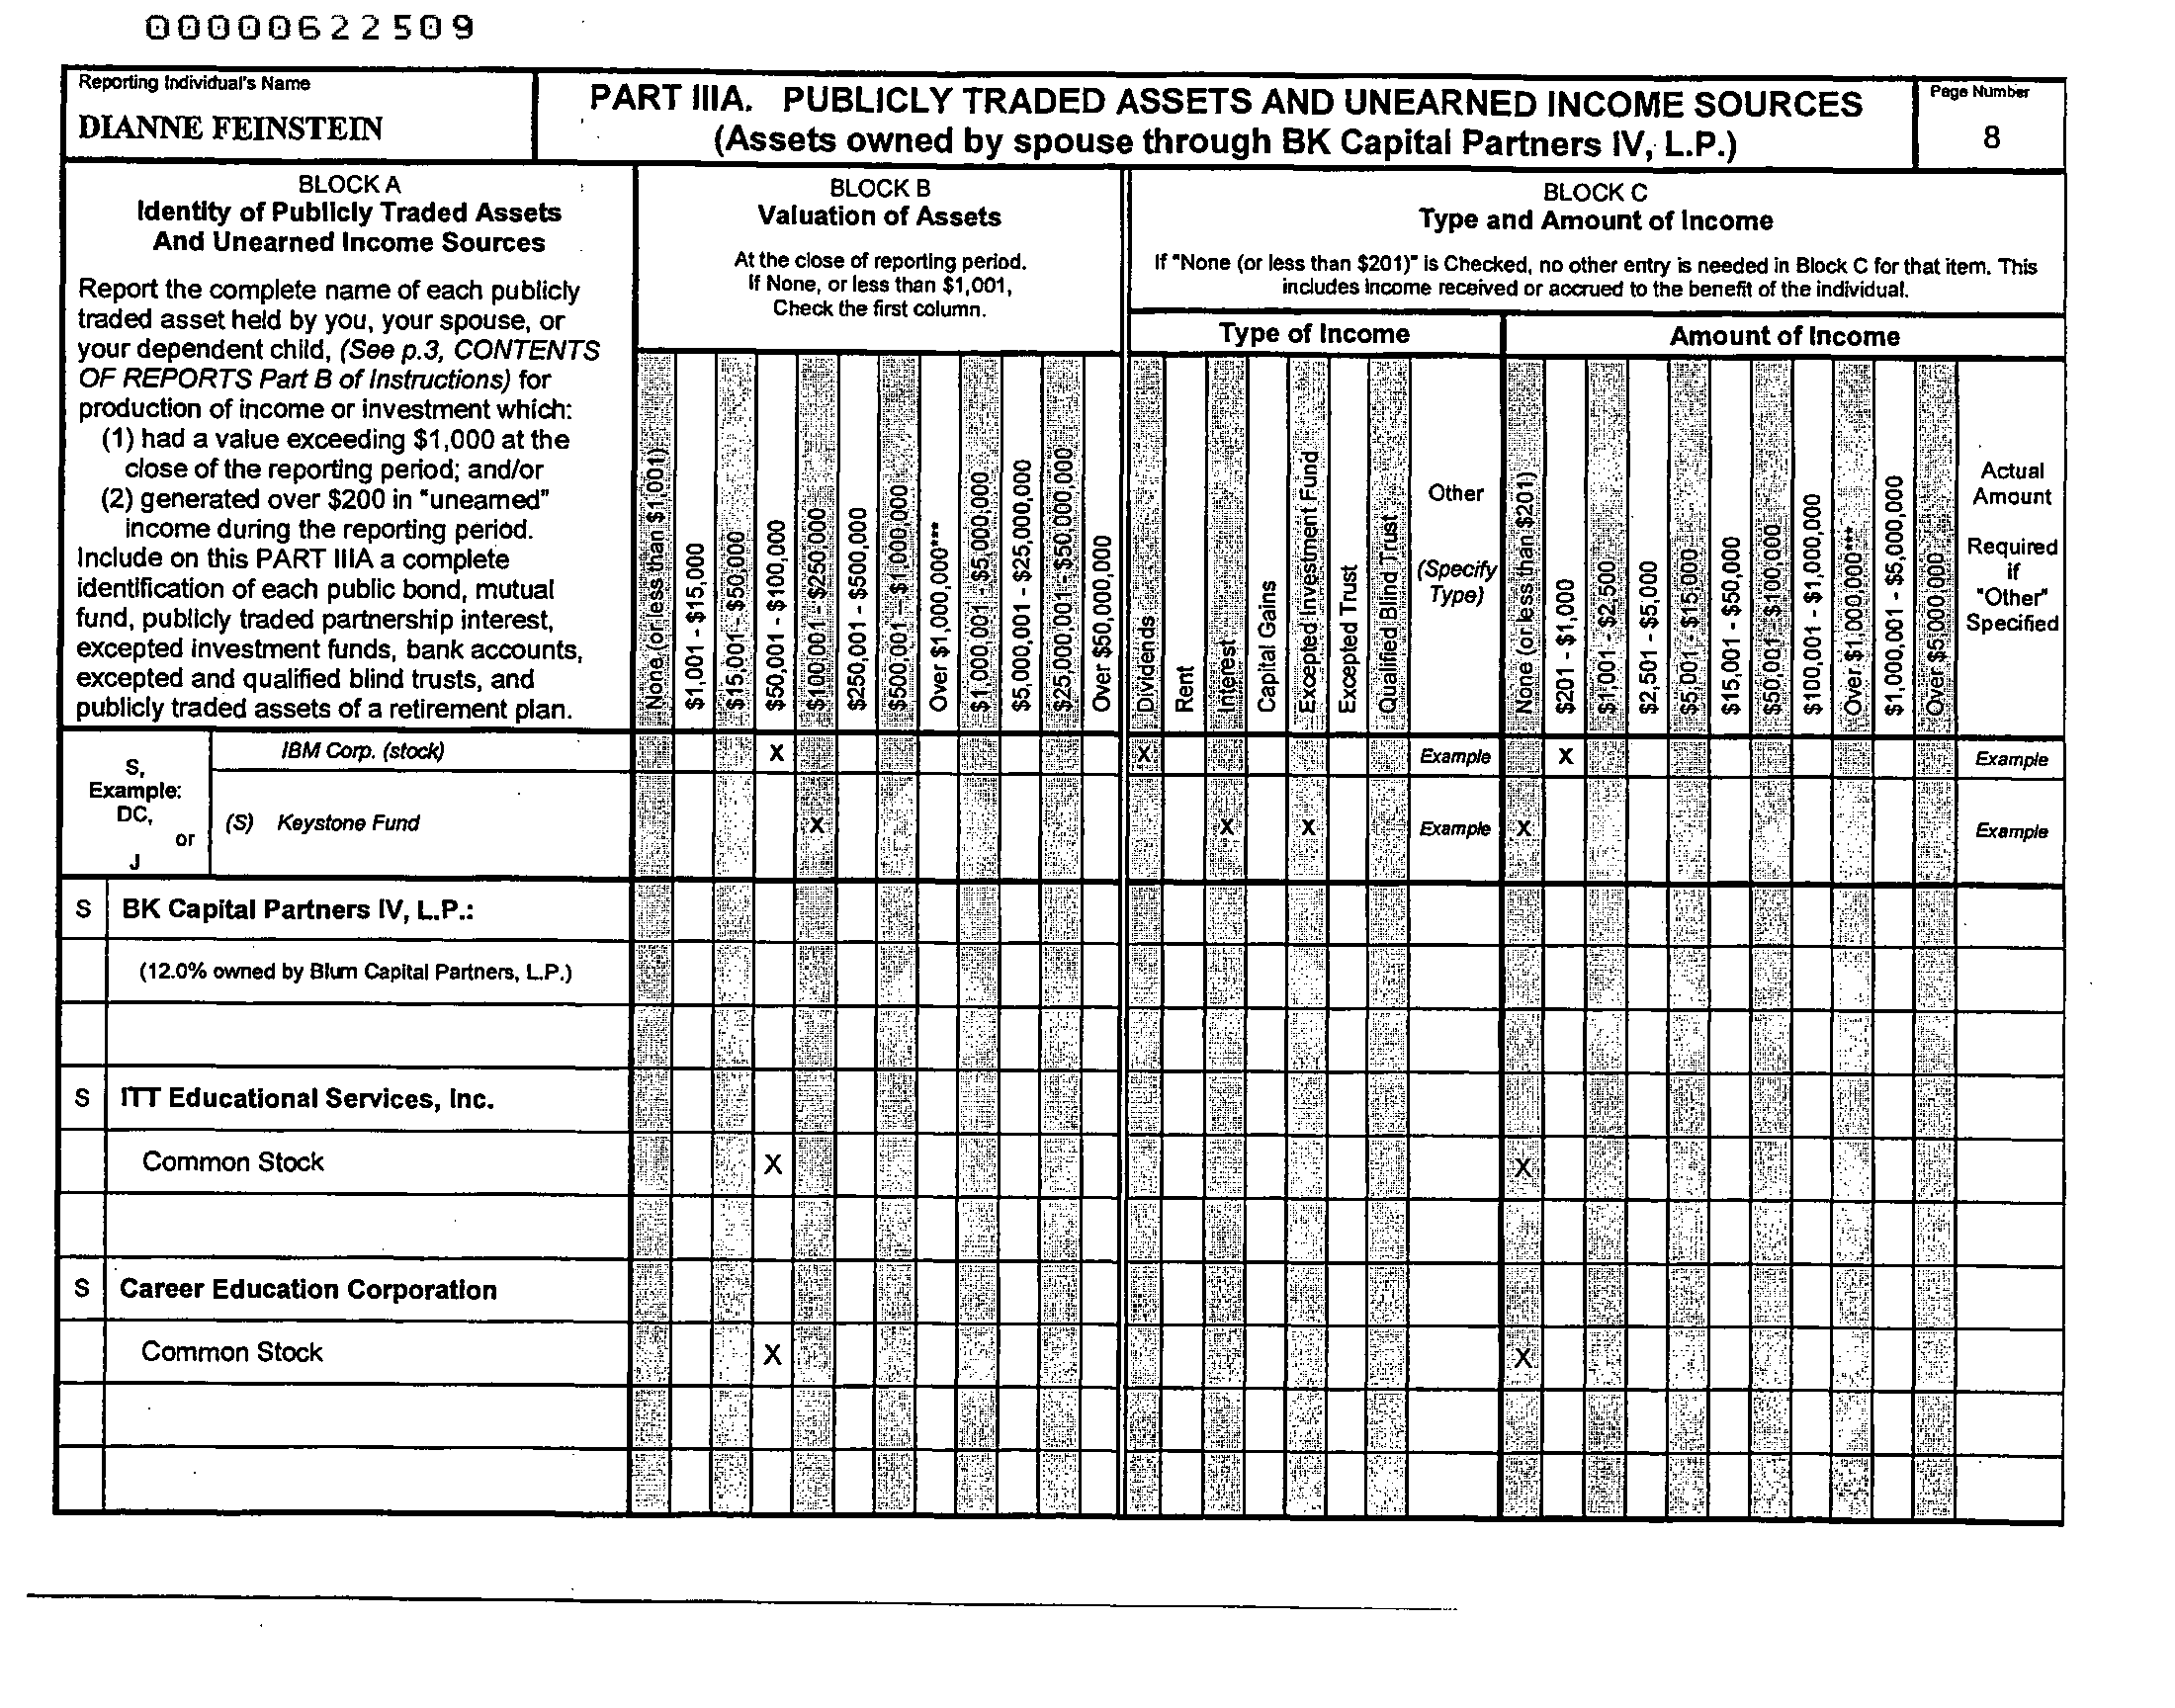 00000622509
Reporting Individual's Name
DIANNE FEINSTEIN
PART IIIA. PUBLICLY TRADED ASSETS AND UNEARNED INCOME SOURCES
(Assets owned by spouse through BK Capital Partners IV, L.P.)
Page Number
8
BLOCK A
Identity of Publicly Traded Assets
And Unearned Income Sources
Report the complete name of each publicly
traded asset held by you, your spouse, or
your dependent child, (See p.3, CONTENTS
OF REPORTS Part B of Instructions) for
production of income or investment which:
(1) had a value exceeding $1,000 at the
close of the reporting period; and/or
(2) generated over $200 in "unearned"
income during the reporting period.
Include on this PART IIIA a complete
identification of each public bond, mutual
fund, publicly traded partnership interest,
excepted investment funds, bank accounts,
excepted and qualified blind trusts, and
publicly traded assets of a retirement plan.
BLOCK B
Valuation of Assets
At the close of reporting period.
If None, or less than $1,001,
Check the first column.
None (or less than $1,001)
$1,001 - $15,000
$15,001 - $50,000
$50,001 - $100,000
$100,001 - $250,000
$250,001 - $500,000
$500,001 - $1,000,000
Over $1,000,000***
$1,000,001 - $5,000,000
$5,000,001 - $25,000,000
$25,000,001 - $50,000,000
Over $50,000,000
BLOCK C
Type and Amount of Income
If "None (or less than $201)" is Checked, no other entry is needed in Block C for that item. This
includes income received or accrued to the benefit of the individual.
Type of Income
Dividends
Rent
Interest
Capital Gains
Excepted Investment Fund
Excepted Trust
Qualified Blind Trust
Other
(Specify
Type)
Amount of Income
None (or less than $201)
$201 - $1,000
$1,001 - $2,500
$2,501 - $5,000
$5,001 - $15,000
$15,001 - $50,000
$50,001 - $100,000
$100,001 - $1,000,000
Over $1,000,000***
$1,000,001 - $5,000,000
Over $5,000,000
Actual
Amount
Required
if
"Other"
Specified
S,
Example:
DC,
or
J
IBM Corp. (stock) X X Example X Example
(S) Keystone Fund X X X Example X Example
S BK Capital Partners IV, L.P.:
(12.0% owned by Blum Capital Partners, L.P.)
S ITT Educational Services, Inc.
Common Stock X X
S Career Education Corporation
Common Stock X X